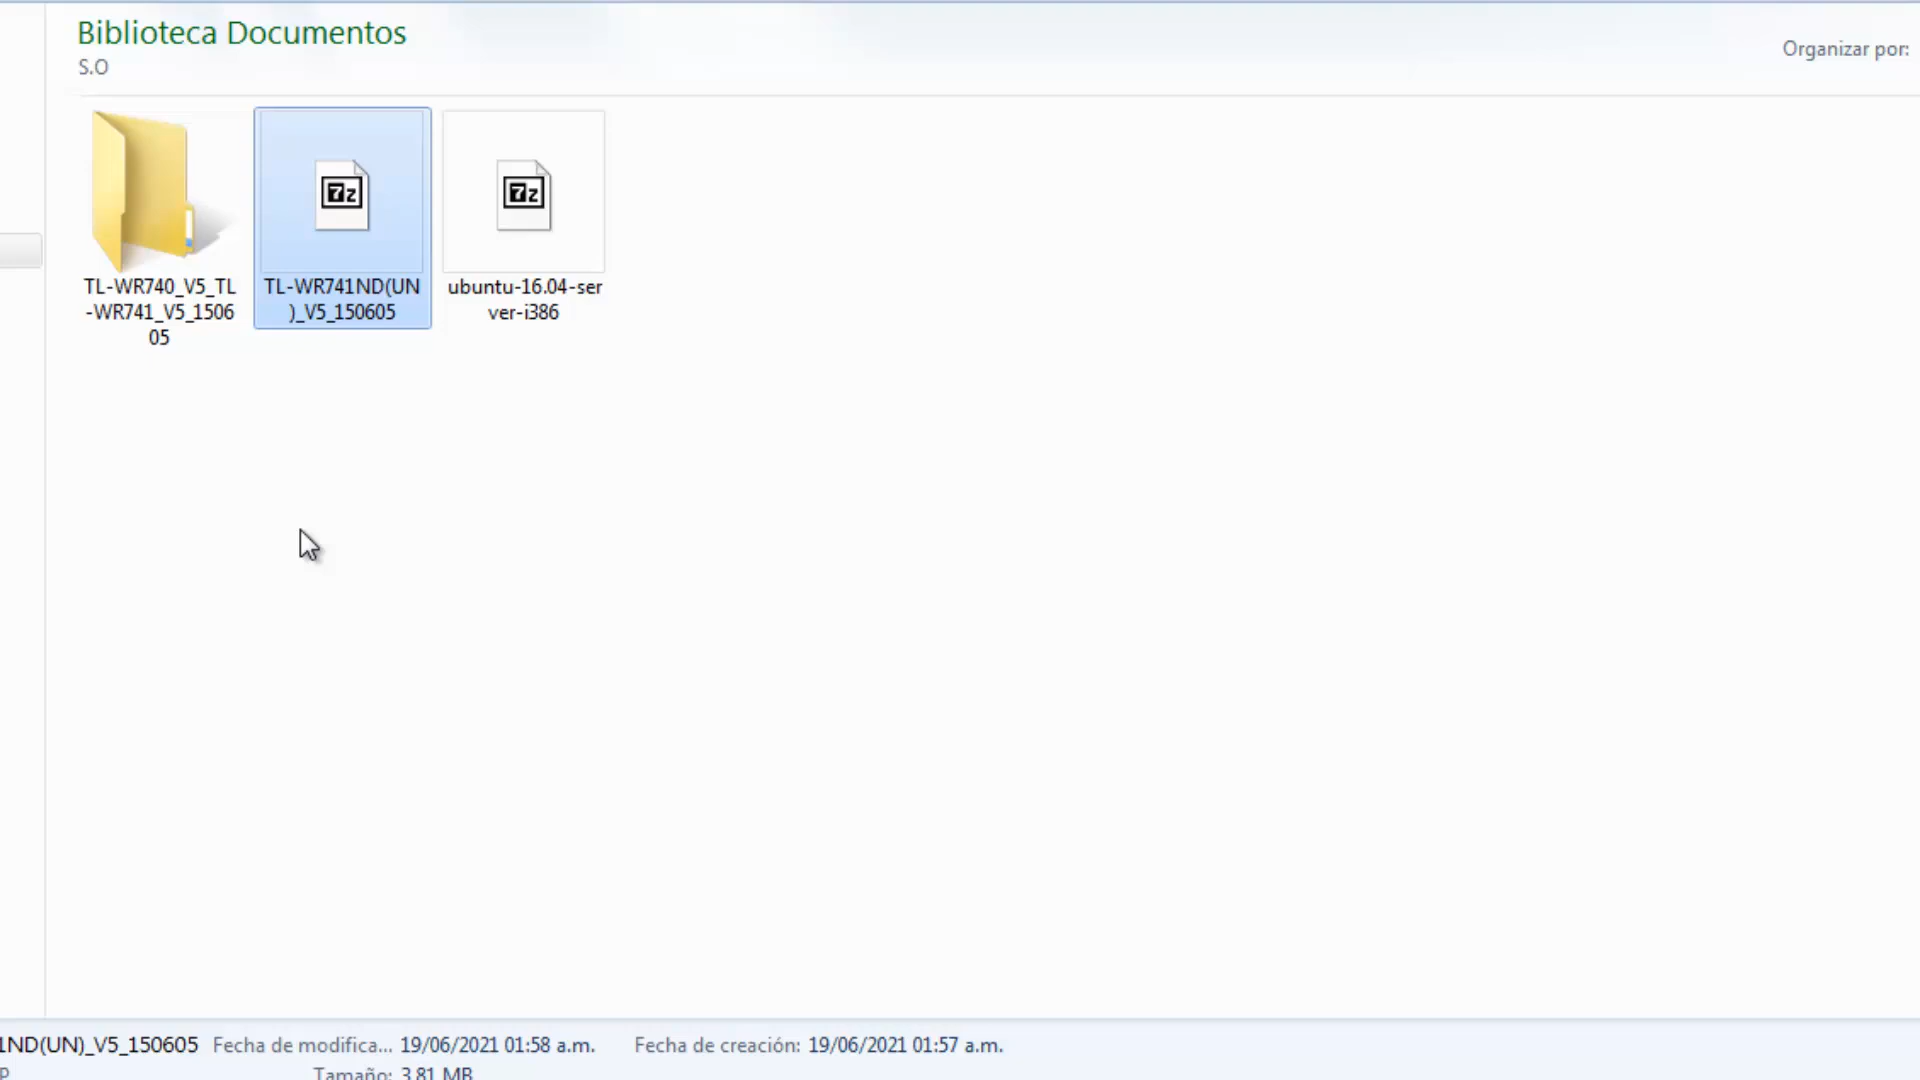 Biblioteca Documentos
S.O
Organizar por:
7z
7z
TL-WR740_V5_TL
-WR741_V5_1506
05
TL-WR741ND(UN
)_V5_150605
ubuntu-16.04-ser
ver-i386
1ND(UN)_V5_150605 Fecha de modifica... 19/06/2021 01:58 a.m. Fecha de creación: 19/06/2021 01:57 a.m.
P Tamaño: 3.81 MB